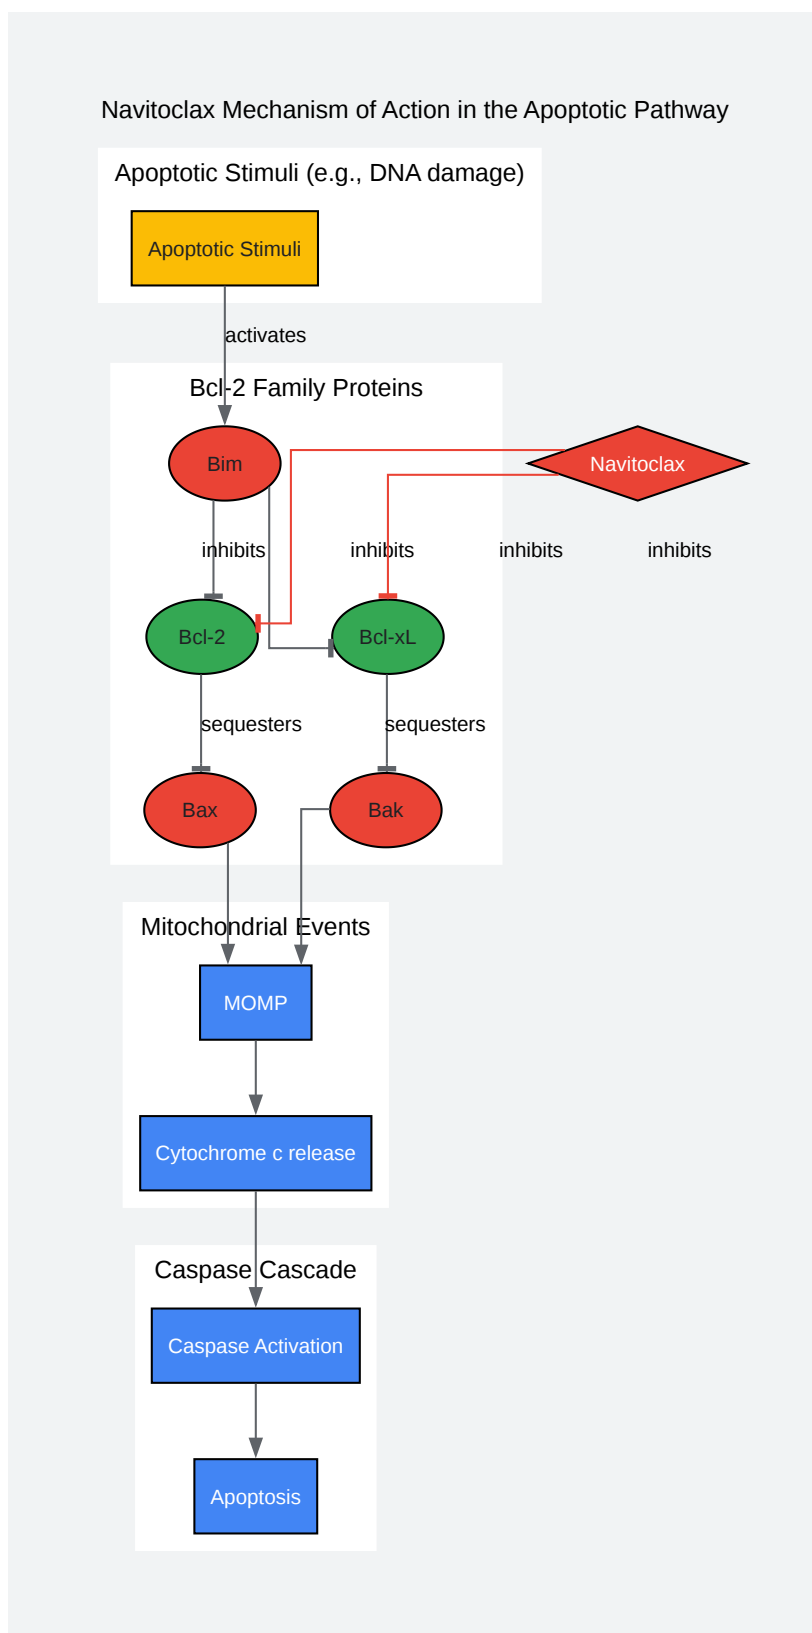 Navitoclax Mechanism of Action in the Apoptotic Pathway
Apoptotic Stimuli (e.g., DNA damage)
Apoptotic Stimuli
activates
Bcl-2 Family Proteins
Bim
Navitoclax
inhibits
inhibits
inhibits
inhibits
Bcl-2
Bcl-xL
sequesters
sequesters
Bax
Bak
Mitochondrial Events
MOMP
Cytochrome c release
Caspase Cascade
Caspase Activation
Apoptosis